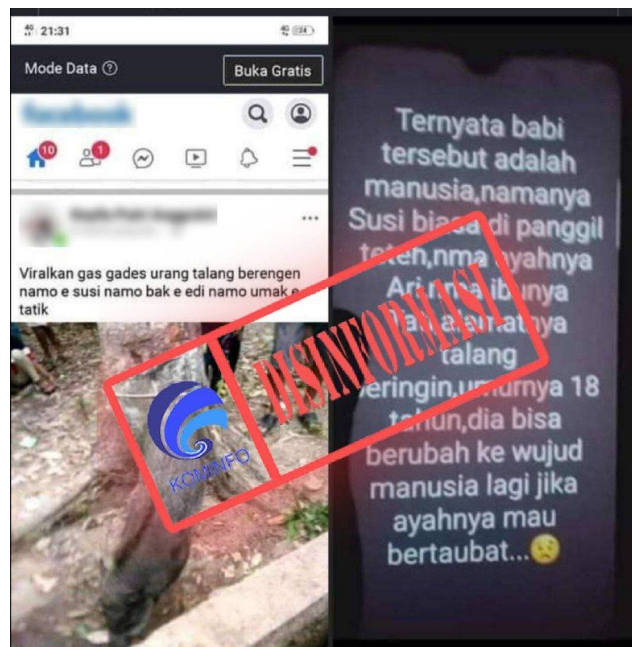 21:31
Mode Data
Buka Gratis
10
1
Viralkan gas gades urang talang berengen
namo e susi namo bak e edi namo umak e
tatik
Ternyata babi
tersebut adalah
manusia,namanya
Susi biasa di panggil
teteh,nma ayahnya
Ari
ibunya
talang
beringin,umurnya 18
tahun,dia bisa
berubah ke wujud
manusia lagi jika
ayahnya mau
bertaubat...
KOMINFO
DISINFORMASI